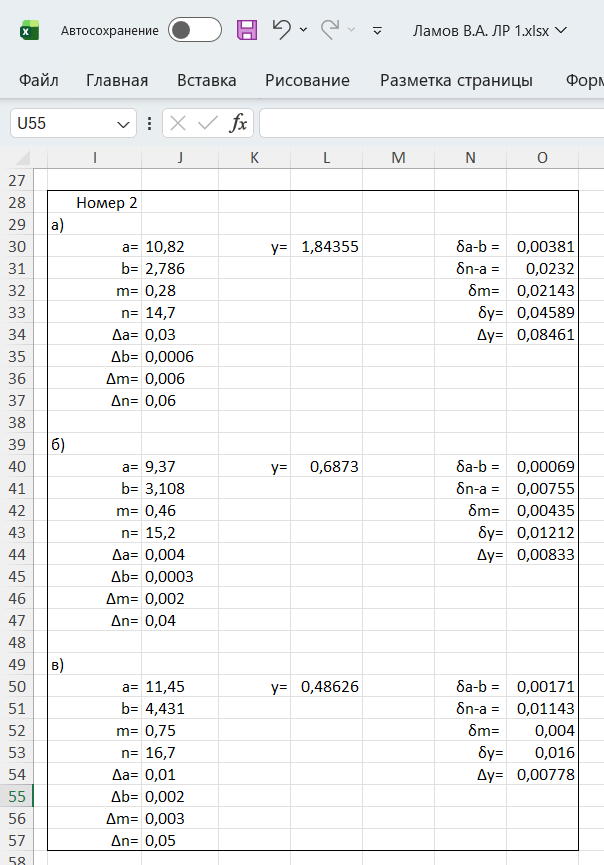 Автосохранение Ламов В.А. ЛР 1.xlsx
Файл Главная Вставка Рисование Разметка страницы Форм
U55 fx
I J K L M N O
27
28 Номер 2
29 а)
30 a= 10,82 y= 1,84355 δa-b = 0,00381
31 b= 2,786 δn-a = 0,0232
32 m= 0,28 δm= 0,02143
33 n= 14,7 δy= 0,04589
34 Δa= 0,03 Δy= 0,08461
35 Δb= 0,0006
36 Δm= 0,006
37 Δn= 0,06
38
39 б)
40 a= 9,37 y= 0,6873 δa-b = 0,00069
41 b= 3,108 δn-a = 0,00755
42 m= 0,46 δm= 0,00435
43 n= 15,2 δy= 0,01212
44 Δa= 0,004 Δy= 0,00833
45 Δb= 0,0003
46 Δm= 0,002
47 Δn= 0,04
48
49 в)
50 a= 11,45 y= 0,48626 δa-b = 0,00171
51 b= 4,431 δn-a = 0,01143
52 m= 0,75 δm= 0,004
53 n= 16,7 δy= 0,016
54 Δa= 0,01 Δy= 0,00778
55 Δb= 0,002
56 Δm= 0,003
57 Δn= 0,05
58